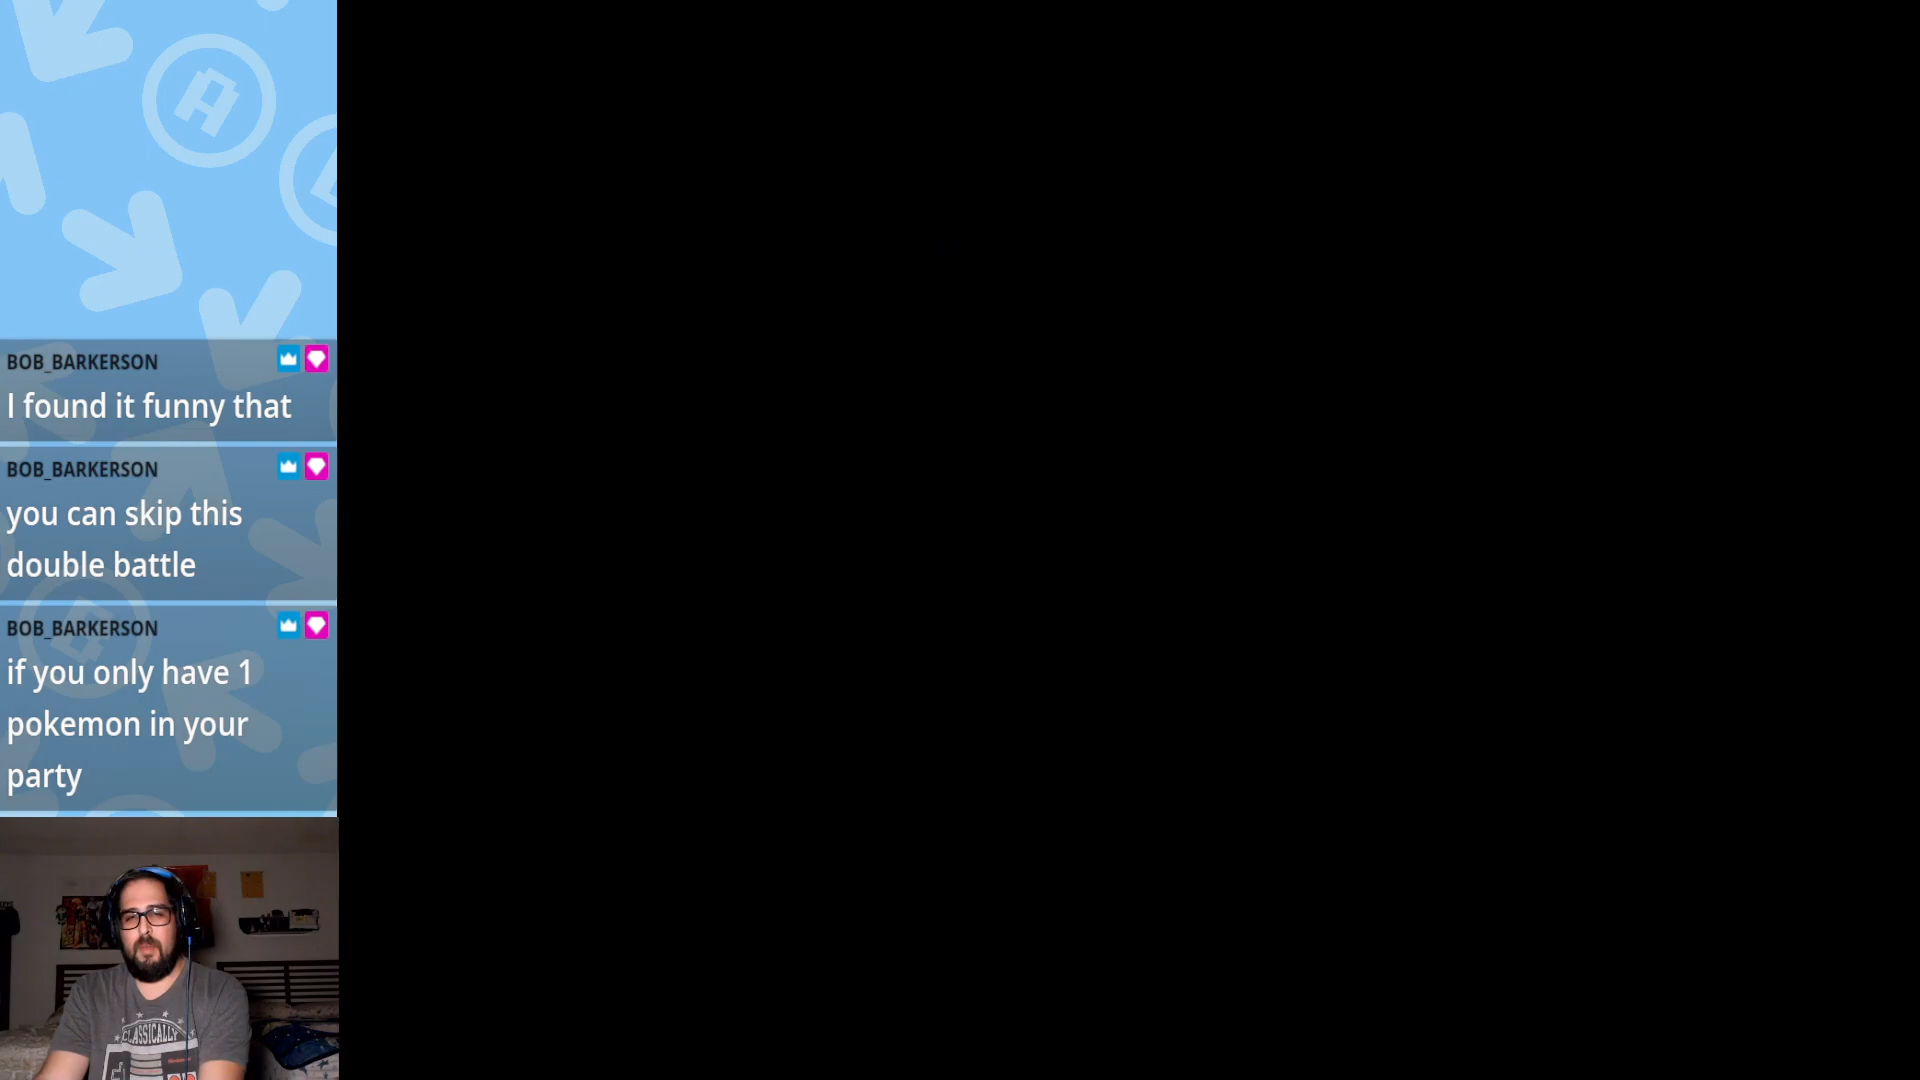 A
BOB_BARKERSON
I found it funny that
BOB_BARKERSON
you can skip this
double battle
BOB_BARKERSON
if you only have 1
pokemon in your
party
CLASSICALLY
Nintendo